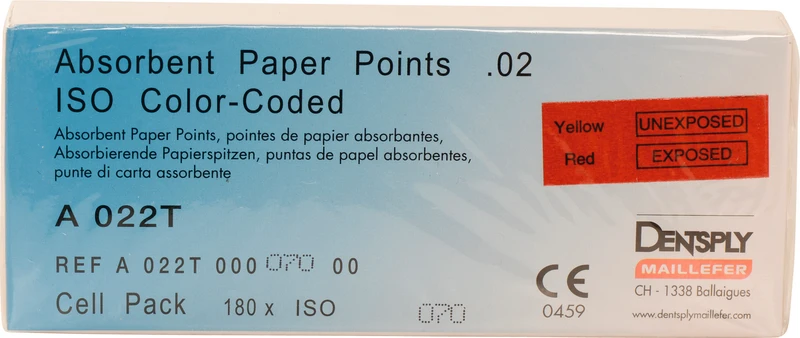 Absorbent Paper Points .02
ISO Color-Coded
Absorbent Paper Points, pointes de papier absorbantes,
Absorbierende Papierspitzen, puntas de papel absorbentes,
punte di carta assorbente
Yellow UNEXPOSED
Red EXPOSED
A 022T
REF A 022T 000 070 00
Cell Pack 180 x ISO 070
CE
0459
DENTSPLY
MAILLEFER
CH - 1338 Ballaigues
www.dentsplymaillefer.com